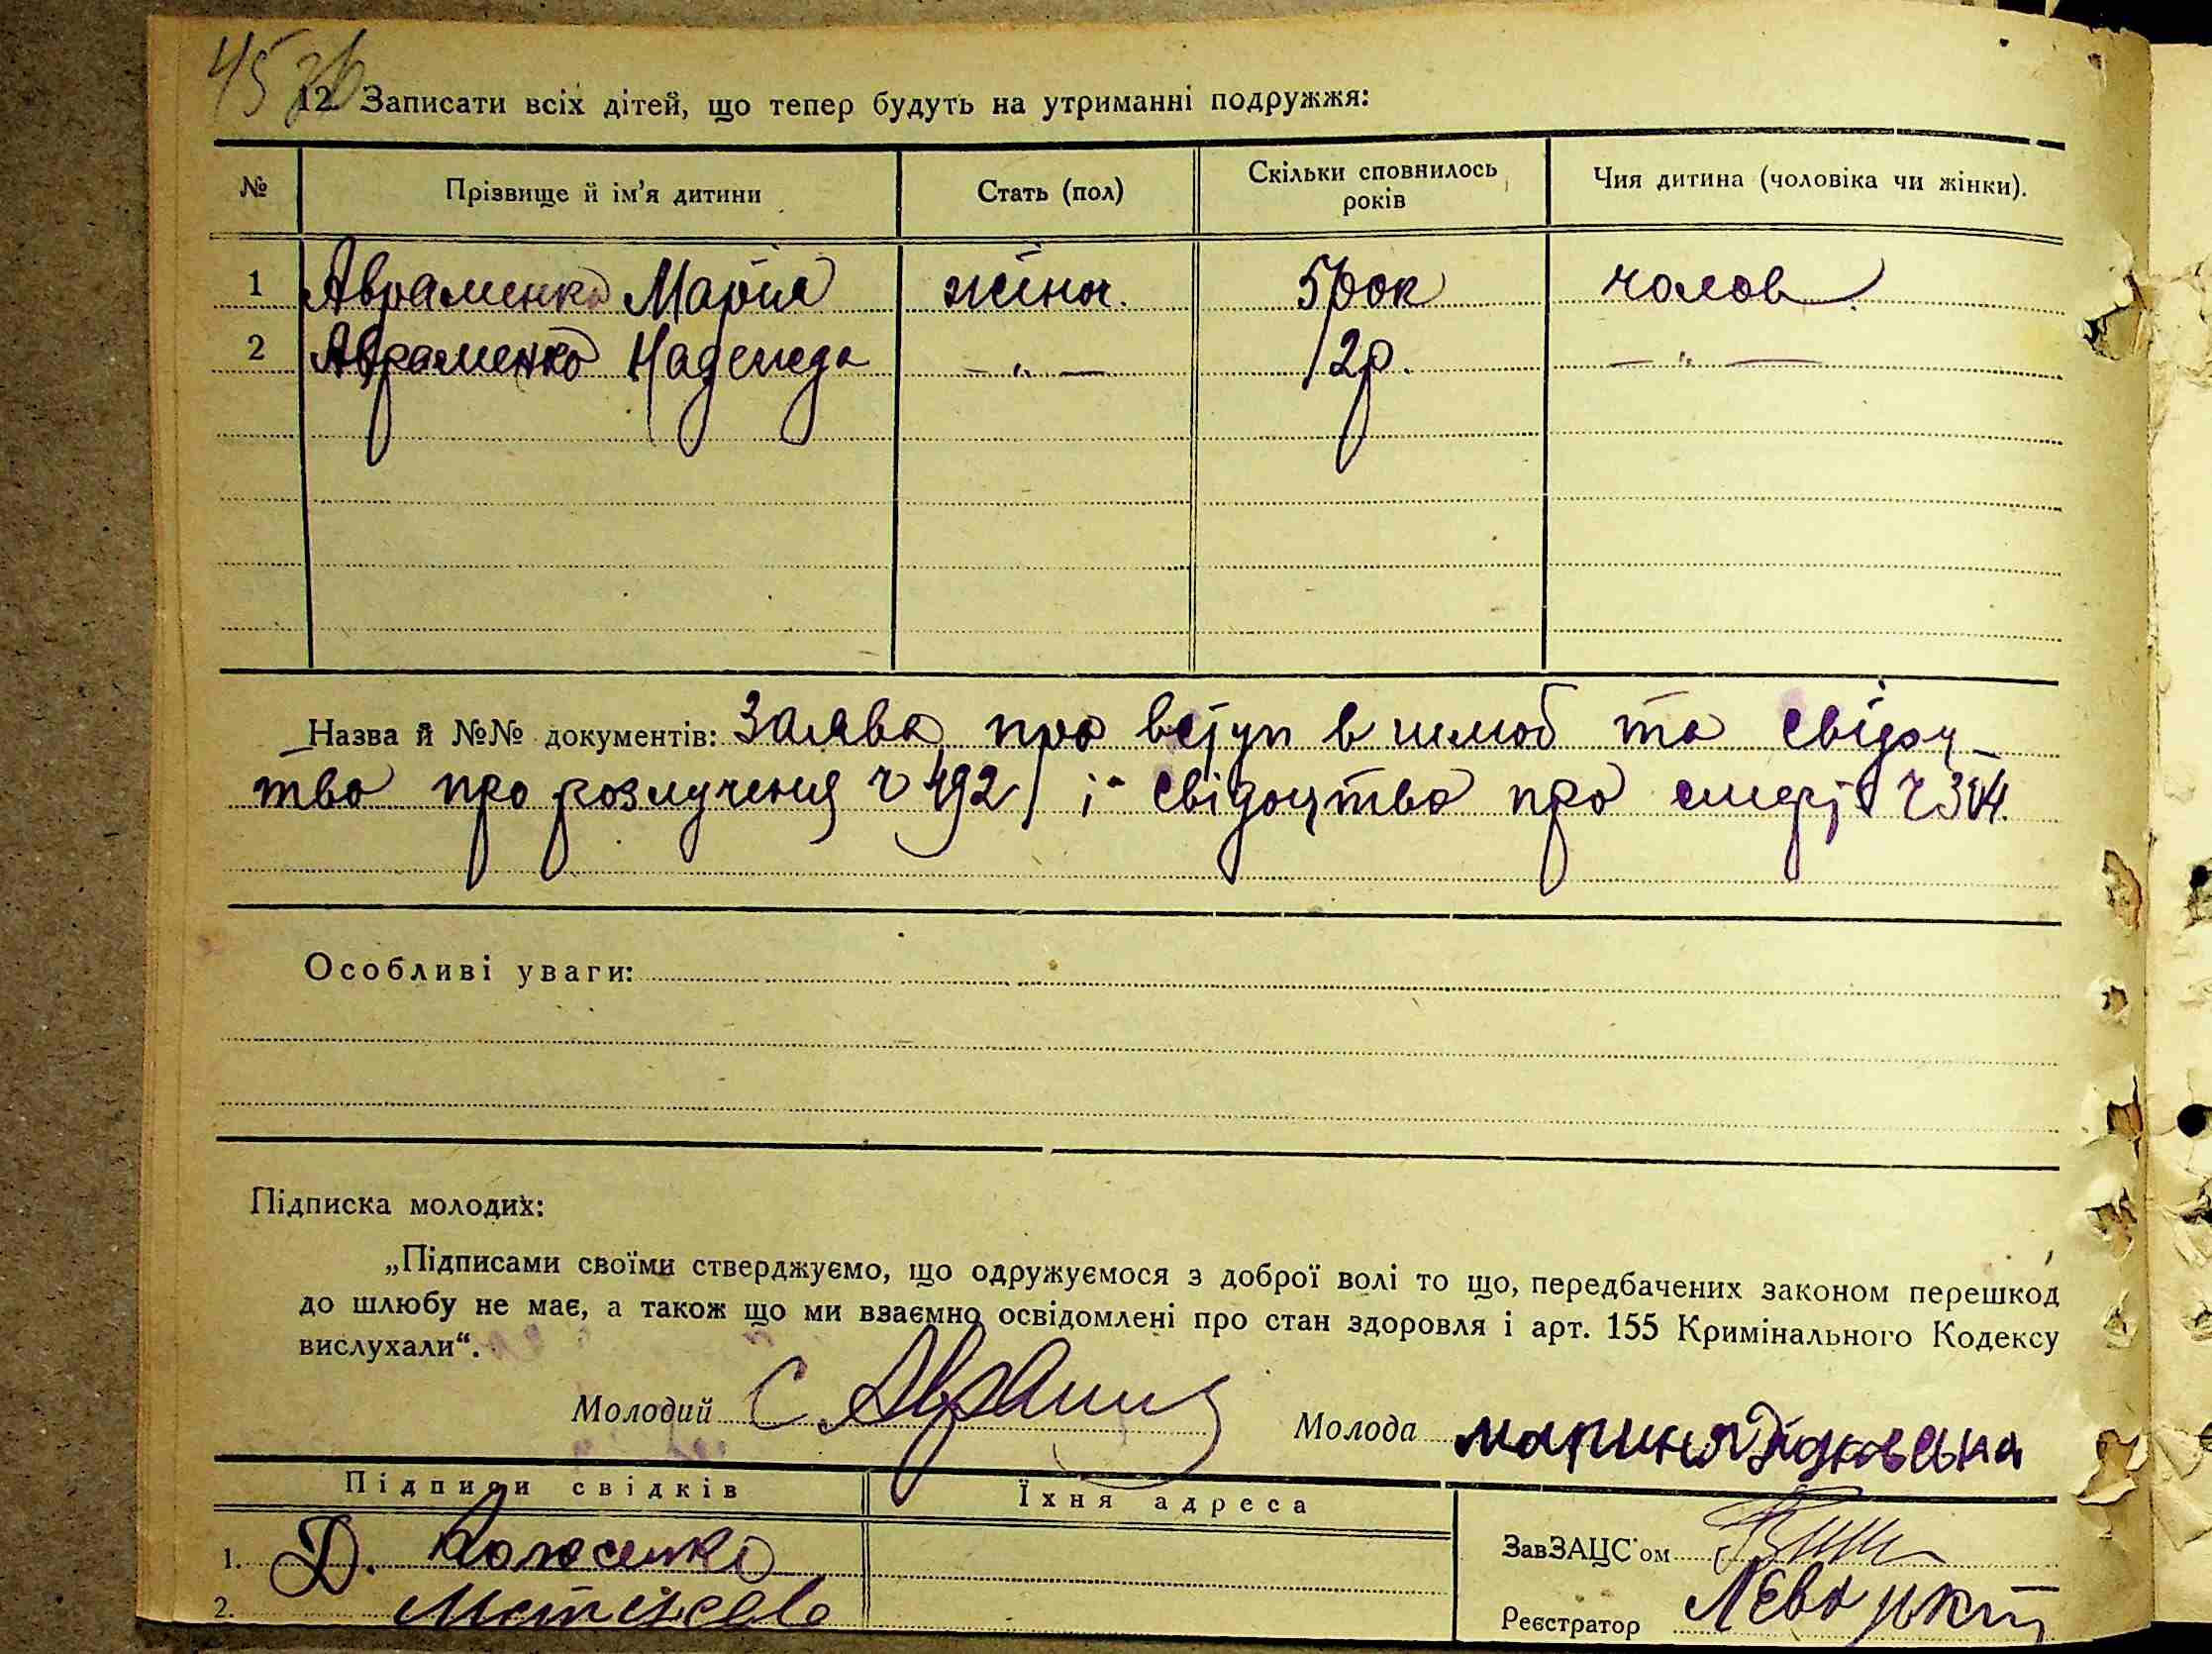 45 зв
12. Записати всіх дітей, що тепер будуть на утриманні подружжя:
№ Прізвище й ім'я дитини Стать (пол) Скільки сповнилось років Чия дитина (чоловіка чи жінки).
1 Авраменко Марія жіноч. 5 рок чолов
2 Авраменко Надежда — „ — 12 р. — „ —
Назва й №№ документів: Заява про вступ в шлюб та свідоц-
тво про розлучення ч 492 і свідоцтво про смерть ч 304.
Особливі уваги:
Підписка молодих:
„Підписами своїми стверджуємо, що одружуємося з доброї волі то що, передбачених законом перешкод
до шлюбу не має, а також що ми взаємно освідомлені про стан здоровля і арт. 155 Кримінального Кодексу
вислухали“.
Молодий С. Молода
Підписи свідків Їхня адреса
1. Д. ЗавЗАЦС'ом
2. Реєстратор